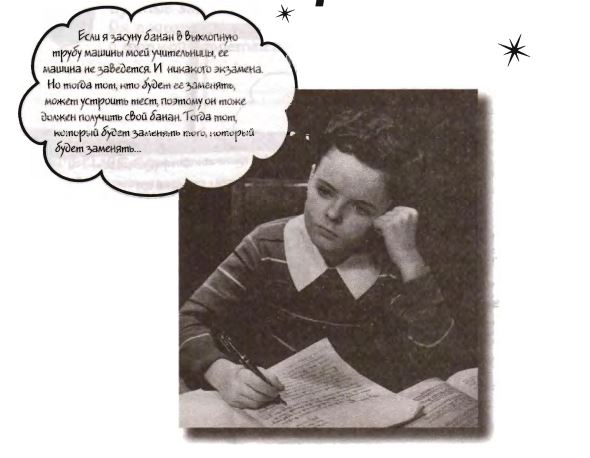 Если я засуну банан в выхлопную
трубу машины моей учительницы, ее
машина не заведется. И никакого экзамена.
Но тогда тот, кто будет ее заменять,
может устроить тест, поэтому он тоже
должен получить свой банан. Тогда тот,
который будет заменять того, который
будет заменять...